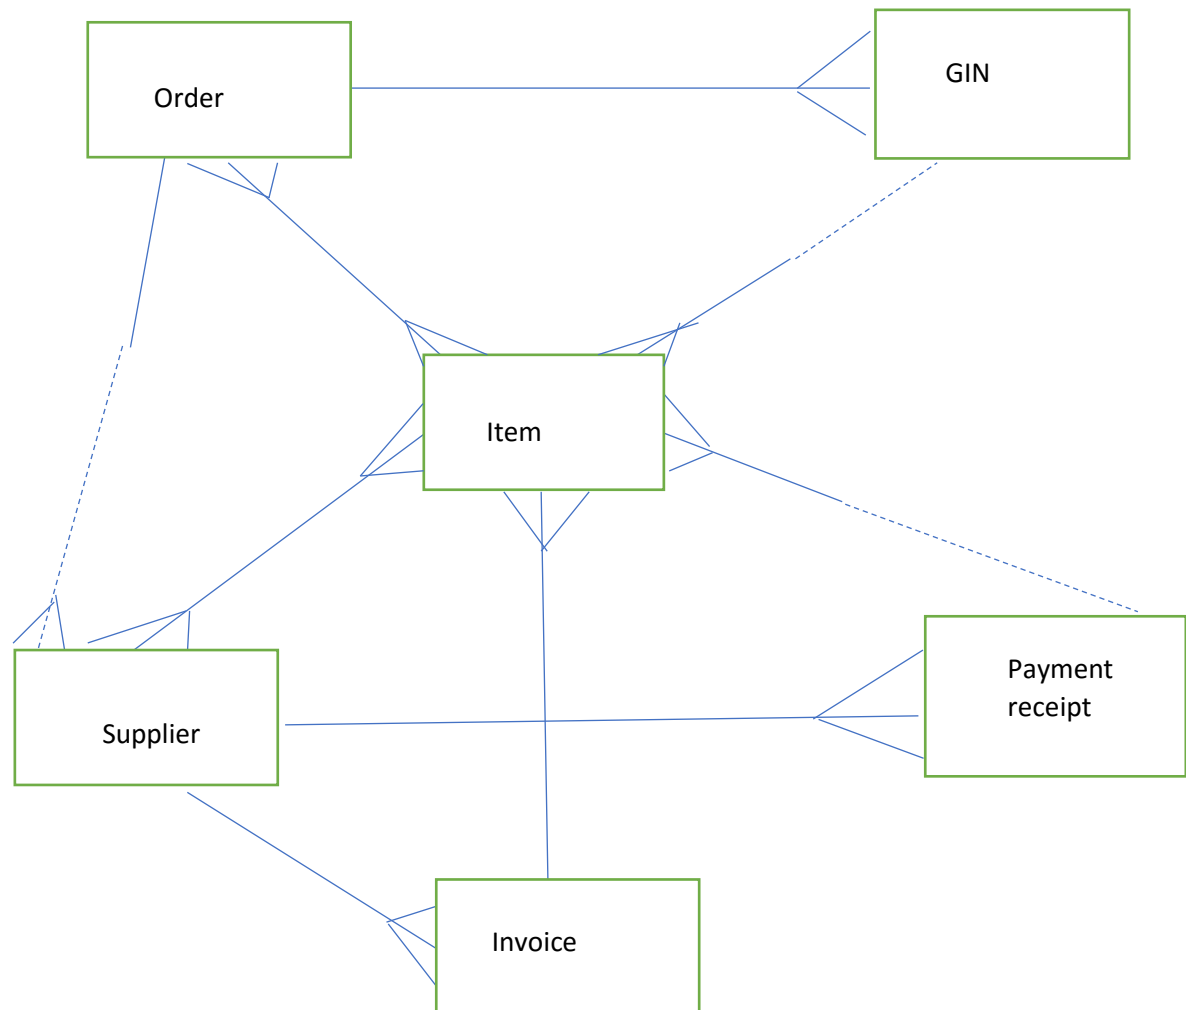 Order
GIN
Item
Supplier
Payment
receipt
Invoice